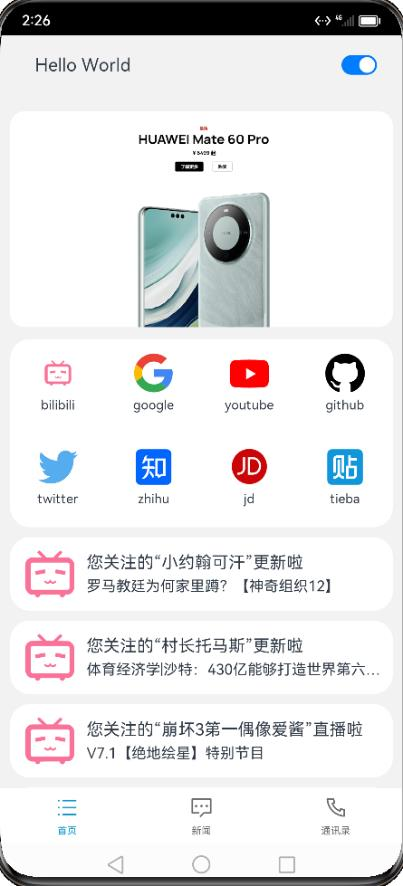 2:26
4G
Hello World
HUAWEI Mate 60 Pro
了解更多
bilibili
google
youtube
github
知
JD
贴
twitter
zhihu
jd
tieba
您关注的“小约翰可汗”更新啦
罗马教廷为何家里蹲？【神奇组织12】
您关注的“村长托马斯”更新啦
体育经济学|沙特：430亿能够打造世界第六...
您关注的“崩坏3第一偶像爱酱”直播啦
V7.1【绝地绘星】特别节目
首页
新闻
通讯录